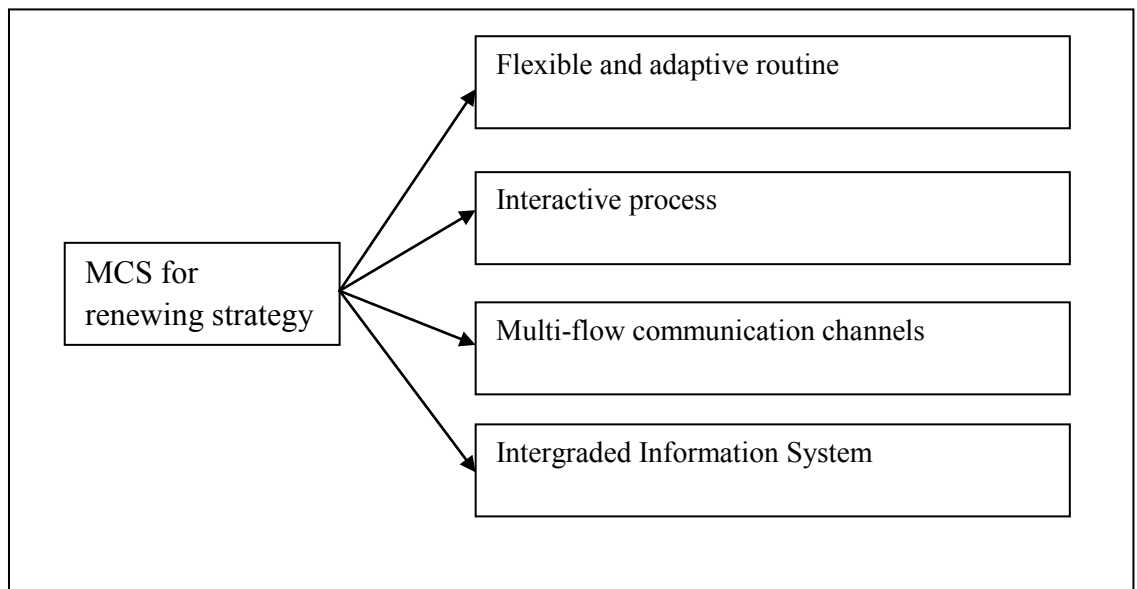 Flexible and adaptive routine
Interactive process
MCS for
renewing strategy
Multi-flow communication channels
Intergraded Information System